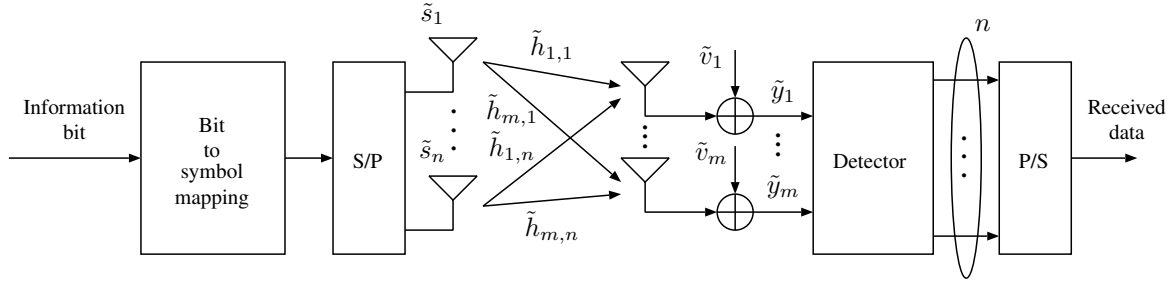 Information
bit
Bit
to
symbol
mapping
S/P
s̃₁
s̃ₙ
h̃₁,₁
h̃ₘ,₁
h̃₁,ₙ
h̃ₘ,ₙ
ṽ₁
ṽₘ
ỹ₁
ỹₘ
Detector
n
P/S
Received
data